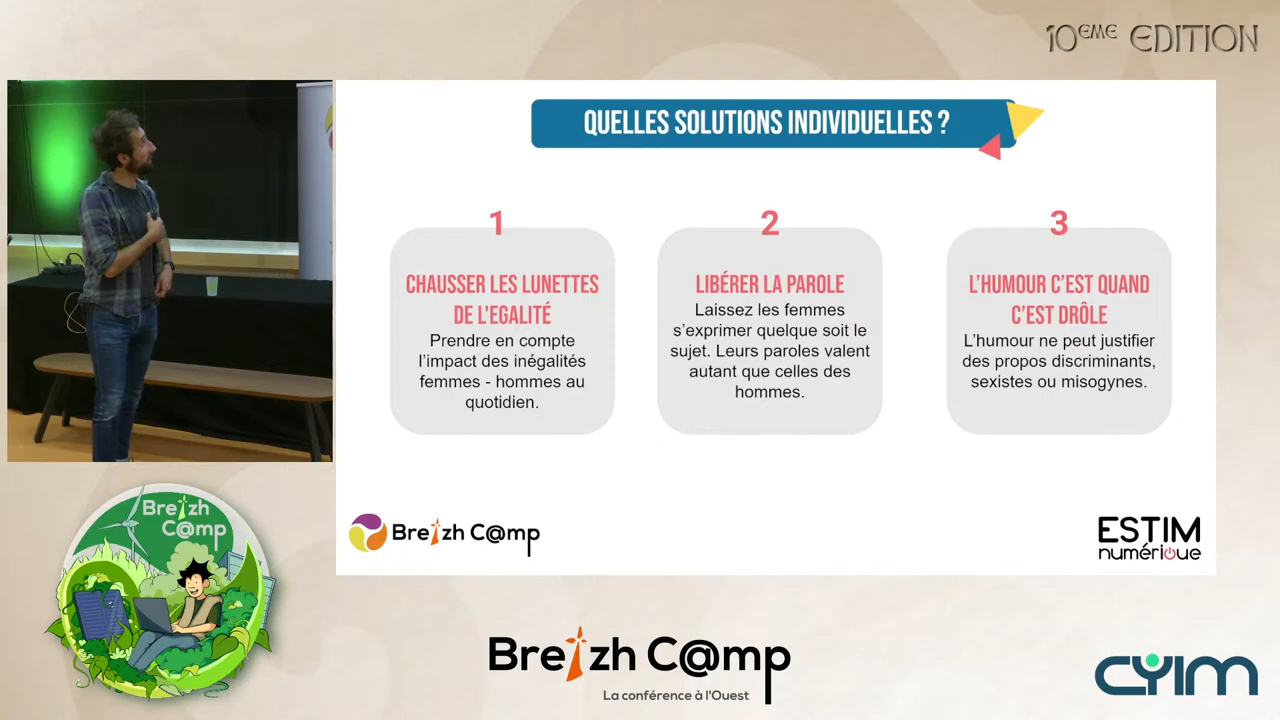 10EME EDITION
QUELLES SOLUTIONS INDIVIDUELLES ?
1
CHAUSSER LES LUNETTES
DE L'EGALITÉ
Prendre en compte
l'impact des inégalités
femmes - hommes au
quotidien.
2
LIBÉRER LA PAROLE
Laissez les femmes
s'exprimer quelque soit le
sujet. Leurs paroles valent
autant que celles des
hommes.
3
L'HUMOUR C'EST QUAND
C'EST DRÔLE
L'humour ne peut justifier
des propos discriminants,
sexistes ou misogynes.
Breizh C@mp
ESTIM
numérique
Breizh
C@mp
Breizh C@mp
La conférence à l'Ouest
CYIM